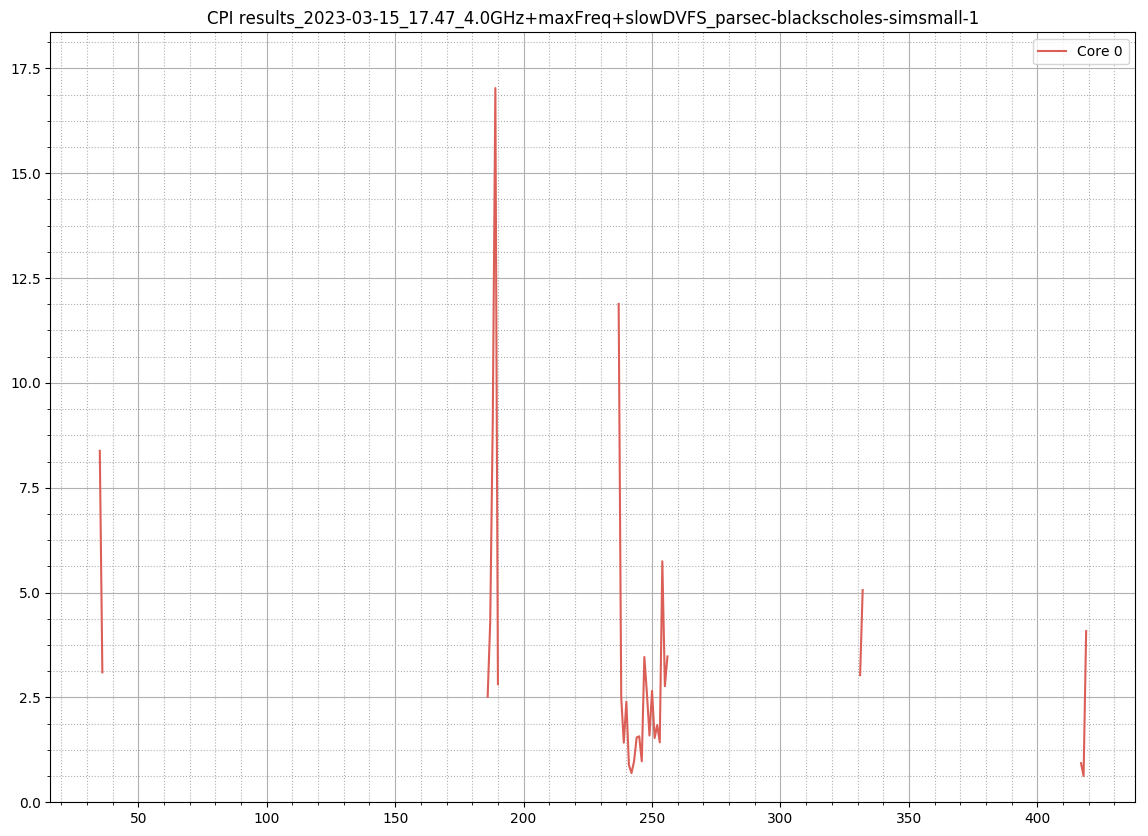 CPI results_2023-03-15_17.47_4.0GHz+maxFreq+slowDVFS_parsec-blackscholes-simsmall-1
Core 0
17.5
15.0
12.5
10.0
7.5
5.0
2.5
0.0
50 100 150 200 250 300 350 400